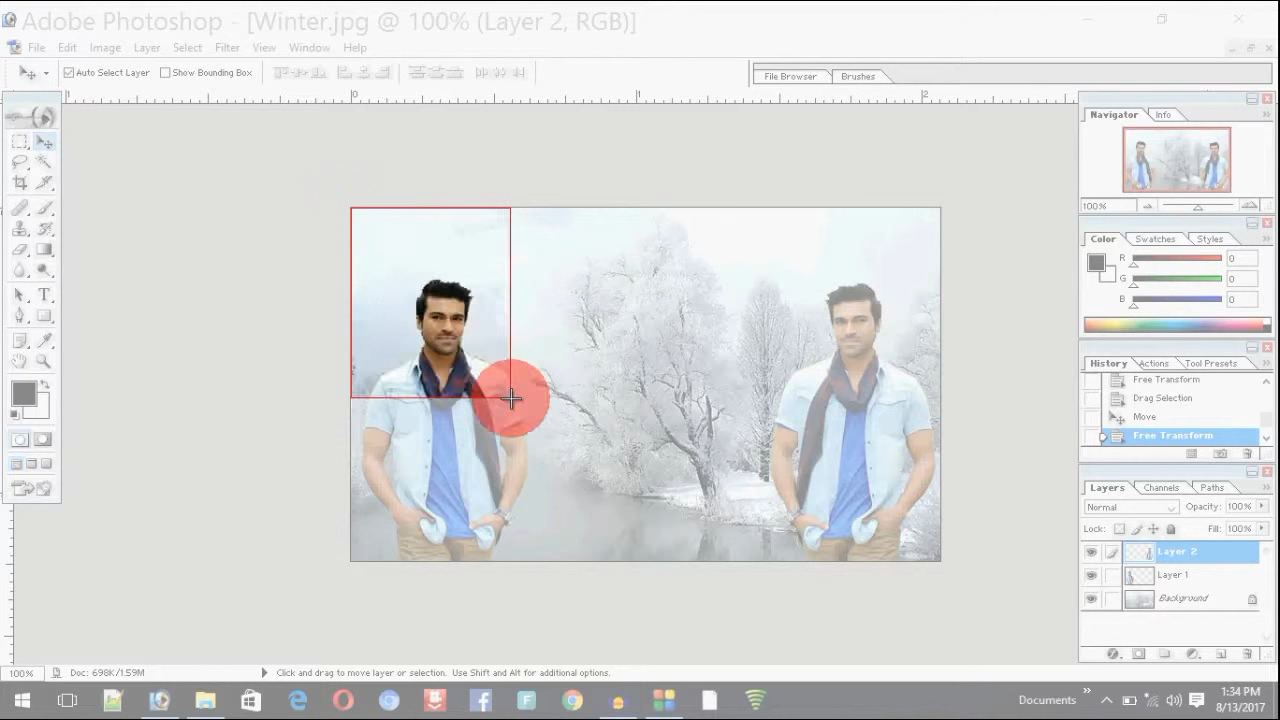 Adobe Photoshop - [Winter.jpg @ 100% (Layer 2, RGB)]
File Edit Image Layer Select Filter View Window Help
Auto Select Layer Show Bounding Box File Browser Brushes
1 0 1 2
Navigator Info
100%
Color Swatches Styles
R 0
G 0
B 0
History Actions Tool Presets
Free Transform
Drag Selection
Move
Free Transform
Layers Channels Paths
Normal Opacity: 100%
Lock: Fill: 100%
Layer 2
Layer 1
Background
100% Doc: 698K/1.59M Click and drag to move layer or selection. Use Shift and Alt for additional options.
Documents 1:34 PM
8/13/2017